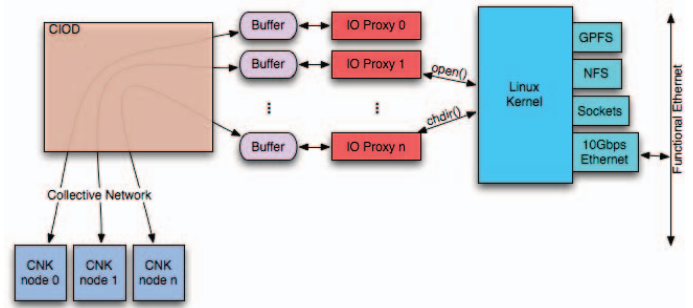 CIOD
Buffer
IO Proxy 0
Buffer
IO Proxy 1
open()
⋮
⋮
chdir()
Buffer
IO Proxy n
Linux
Kernel
GPFS
NFS
Sockets
10Gbps
Ethernet
Functional Ethernet
Collective Network
CNK
node 0
CNK
node 1
CNK
node n